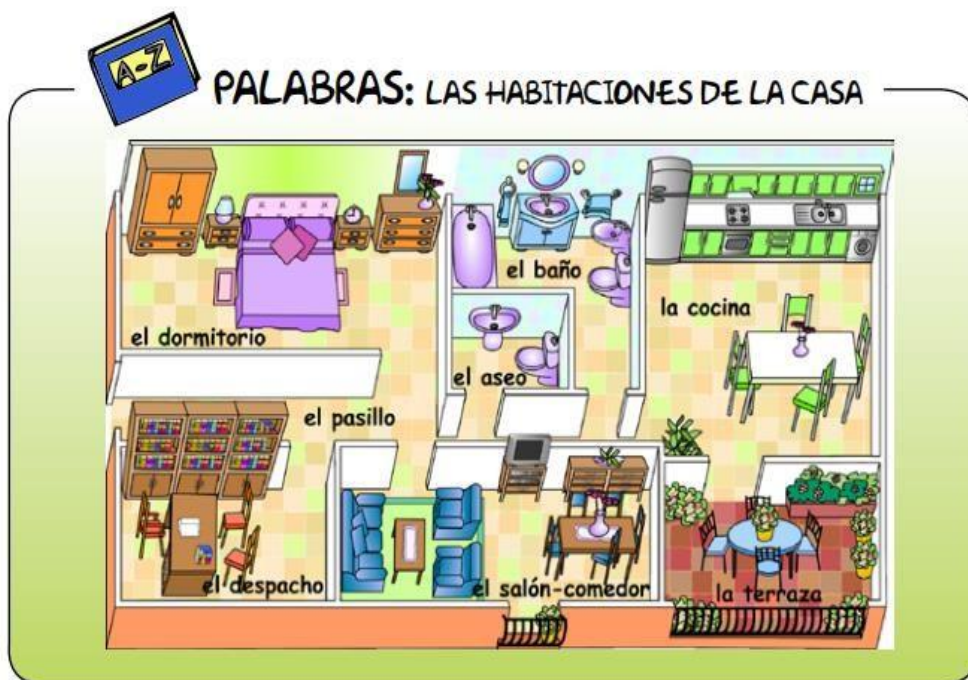 A-Z
PALABRAS: LAS HABITACIONES DE LA CASA
el dormitorio
el baño
la cocina
el aseo
el pasillo
el despacho
el salón-comedor
la terraza